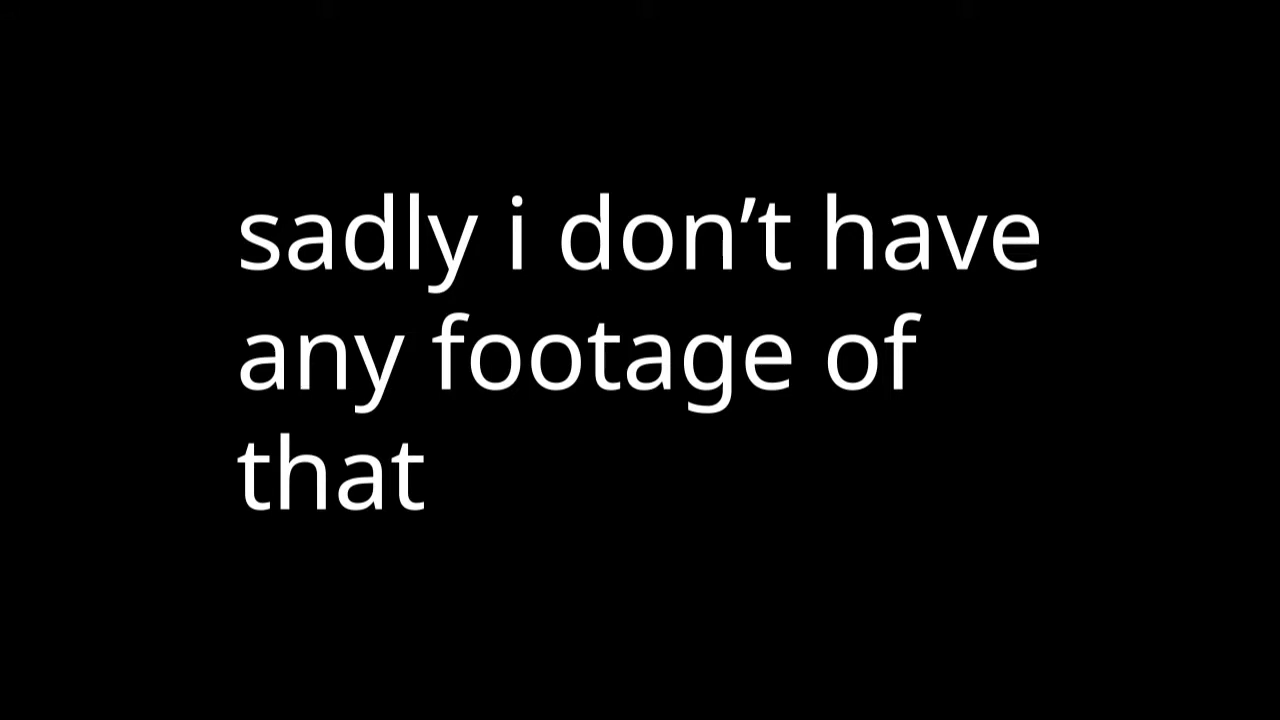 sadly i don’t have
any footage of
that